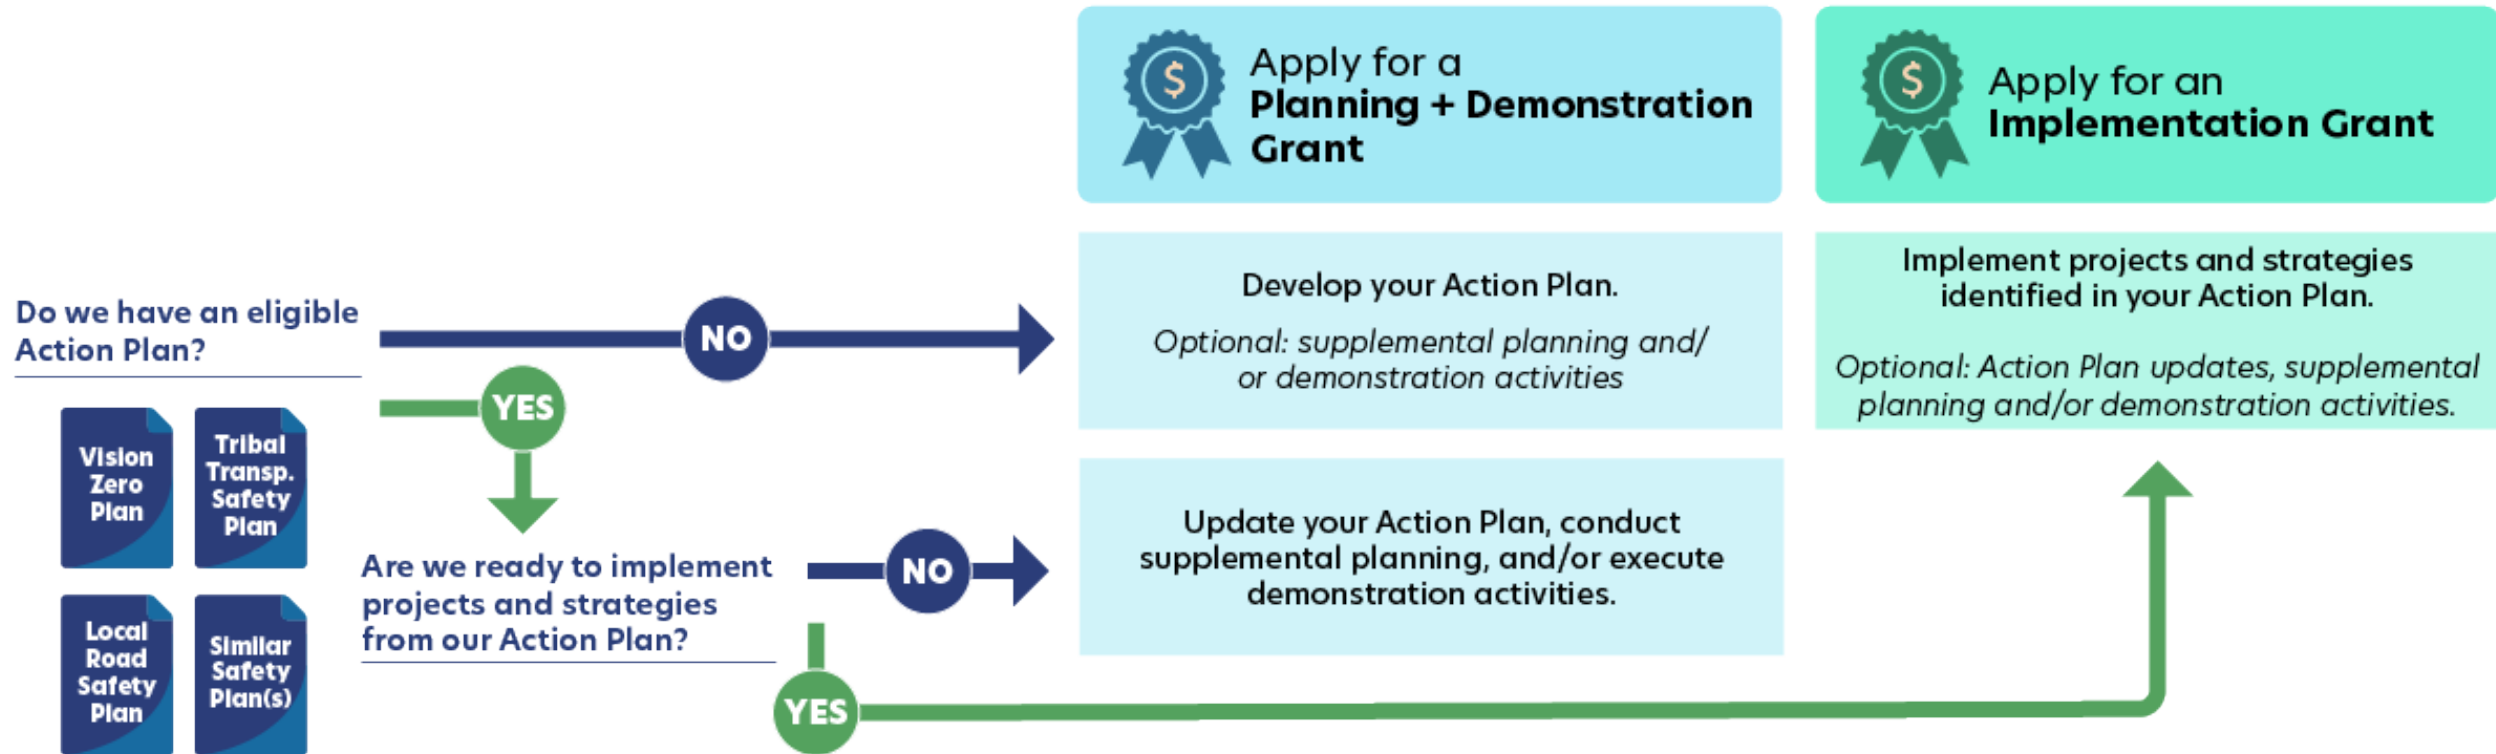 Apply for a
Planning + Demonstration
Grant
Apply for an
Implementation Grant
Do we have an eligible
Action Plan?
NO
Develop your Action Plan.
Optional: supplemental planning and/
or demonstration activities
Implement projects and strategies
identified in your Action Plan.
Optional: Action Plan updates, supplemental
planning and/or demonstration activities.
YES
Vision
Zero
Plan
Tribal
Transp.
Safety
Plan
Local
Road
Safety
Plan
Similar
Safety
Plan(s)
Are we ready to implement
projects and strategies
from our Action Plan?
NO
Update your Action Plan, conduct
supplemental planning, and/or execute
demonstration activities.
YES
$
$